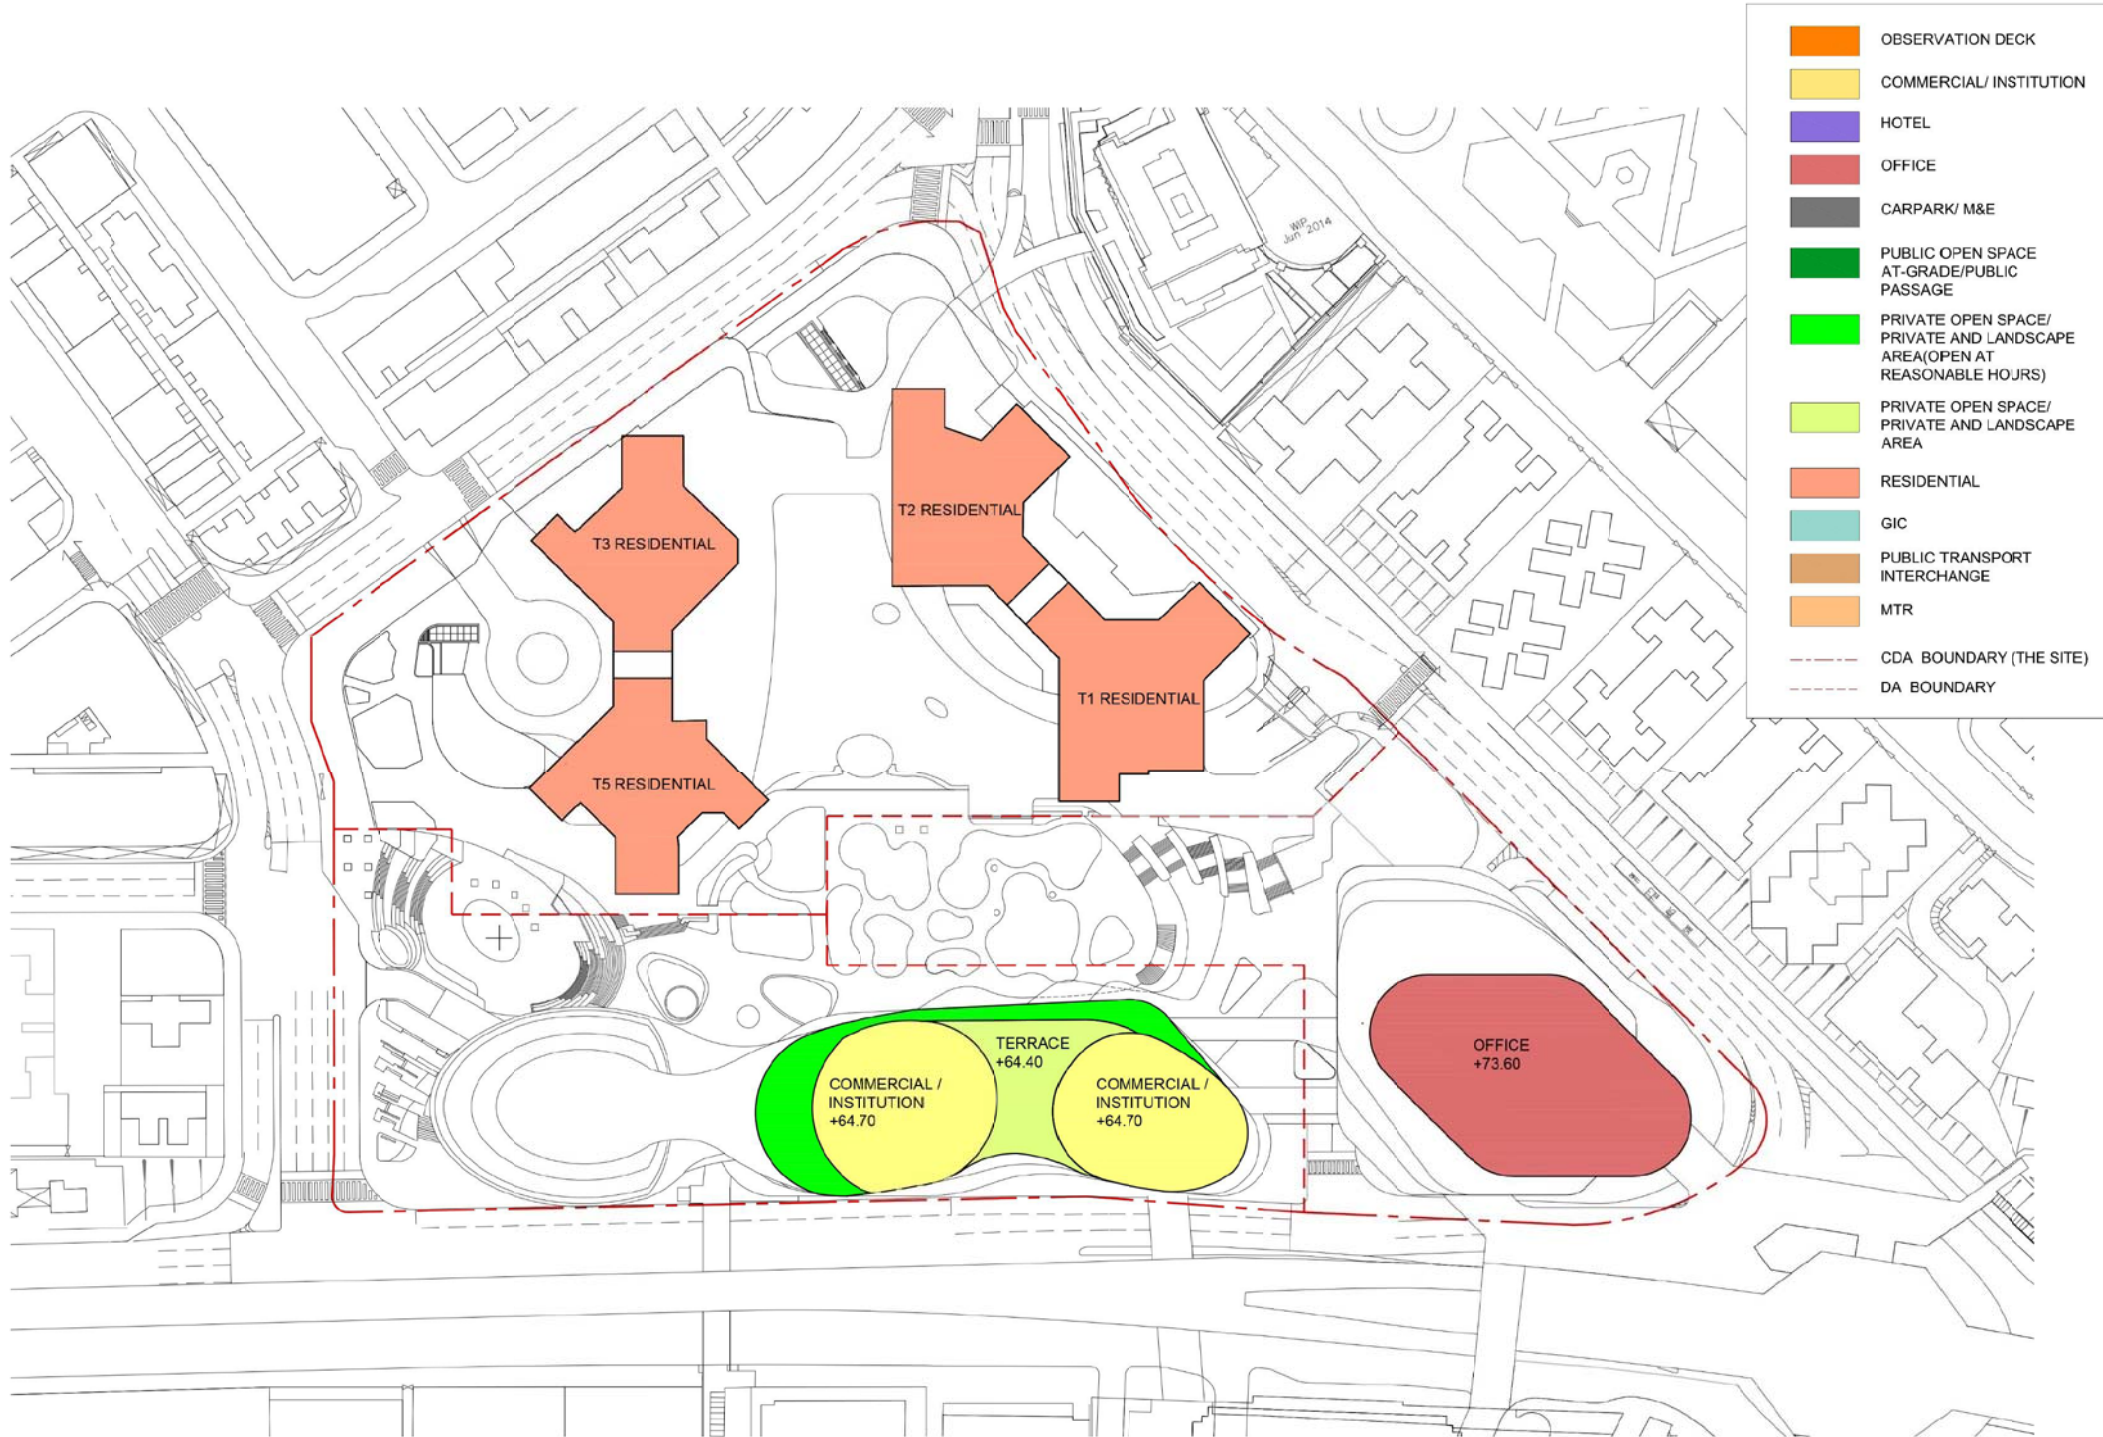 OBSERVATION DECK
COMMERCIAL/ INSTITUTION
HOTEL
OFFICE
CARPARK/ M&E
PUBLIC OPEN SPACE
AT-GRADE/PUBLIC
PASSAGE
PRIVATE OPEN SPACE/
PRIVATE AND LANDSCAPE
AREA(OPEN AT
REASONABLE HOURS)
PRIVATE OPEN SPACE/
PRIVATE AND LANDSCAPE
AREA
RESIDENTIAL
GIC
PUBLIC TRANSPORT
INTERCHANGE
MTR
CDA BOUNDARY (THE SITE)
DA BOUNDARY
WIP
Jun 2014
T2 RESIDENTIAL
T3 RESIDENTIAL
T1 RESIDENTIAL
T5 RESIDENTIAL
TERRACE
+64.40
COMMERCIAL /
INSTITUTION
+64.70
COMMERCIAL /
INSTITUTION
+64.70
OFFICE
+73.60